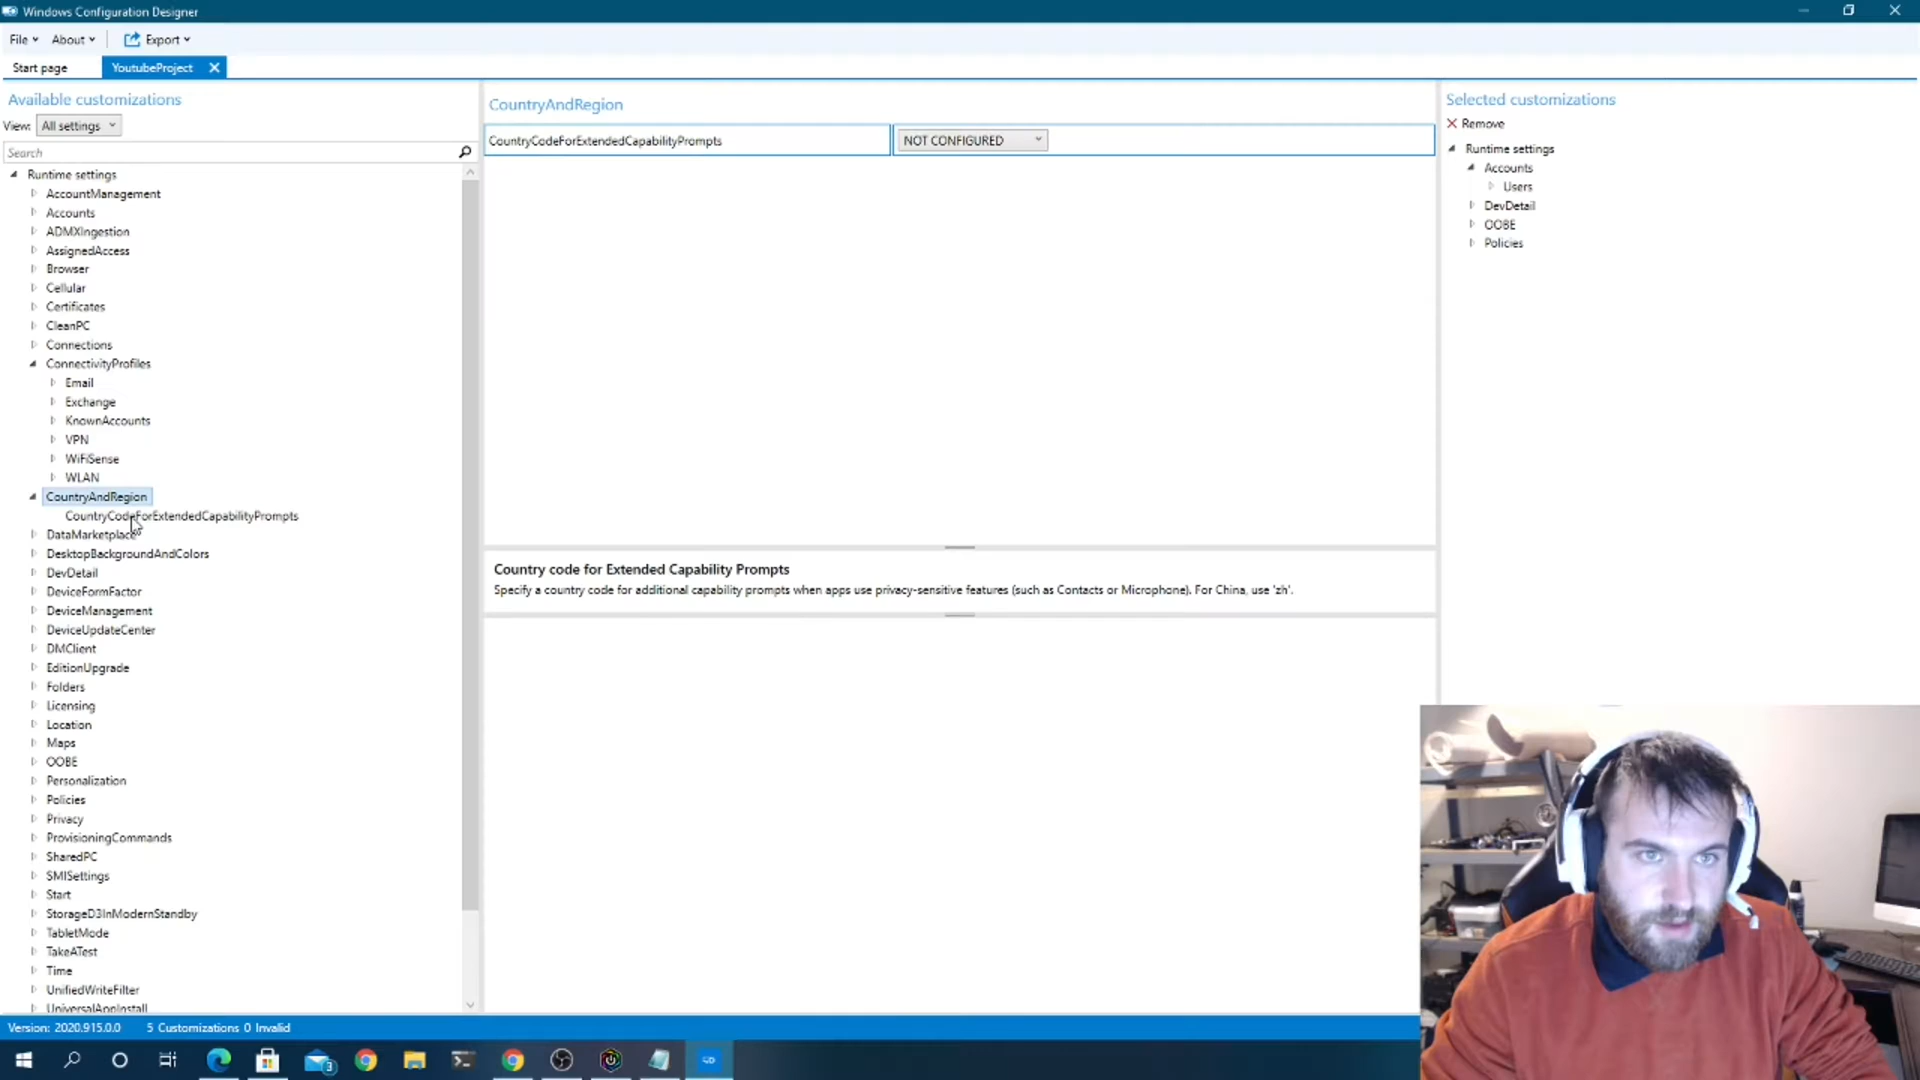 Windows Configuration Designer
File About Export
Start page YoutubeProject
Available customizations
View: All settings
Search
Runtime settings
AccountManagement
Accounts
ADMXIngestion
AssignedAccess
Browser
Cellular
Certificates
CleanPC
Connections
ConnectivityProfiles
Email
Exchange
KnownAccounts
VPN
WiFiSense
WLAN
CountryAndRegion
CountryCodeForExtendedCapabilityPrompts
DataMarketplace
DesktopBackgroundAndColors
DevDetail
DeviceFormFactor
DeviceManagement
DeviceUpdateCenter
DMClient
EditionUpgrade
Folders
Licensing
Location
Maps
OOBE
Personalization
Policies
Privacy
ProvisioningCommands
SharedPC
SMISettings
Start
StorageD3InModernStandby
TabletMode
TakeATest
Time
UnifiedWriteFilter
UniversalAppInstall
CountryAndRegion
CountryCodeForExtendedCapabilityPrompts NOT CONFIGURED
Country code for Extended Capability Prompts
Specify a country code for additional capability prompts when apps use privacy-sensitive features (such as Contacts or Microphone). For China, use 'zh'.
Selected customizations
Remove
Runtime settings
Accounts
Users
DevDetail
OOBE
Policies
Version: 2020.915.0.0 5 Customizations 0 Invalid
3